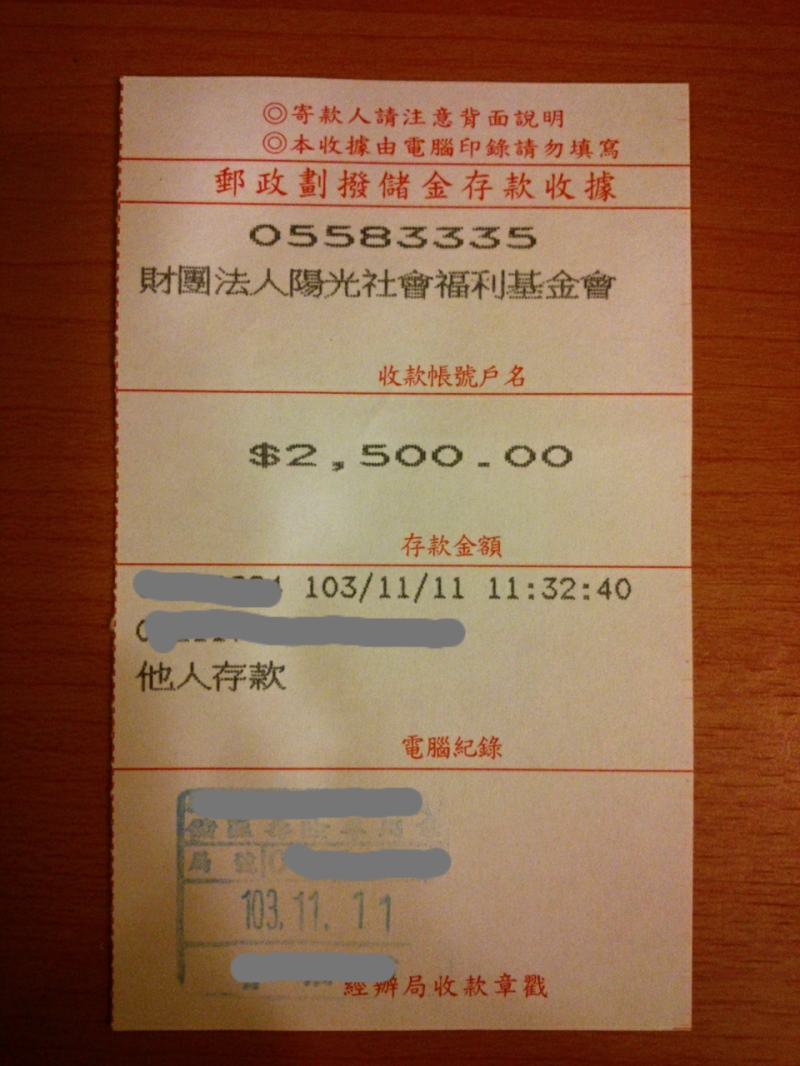 ◎寄款人請注意背面說明
◎本收據由電腦印錄請勿填寫
郵政劃撥儲金存款收據
05583335
財團法人陽光社會福利基金會
收款帳號戶名
$2,500.00
存款金額
103/11/11 11:32:40
他人存款
電腦紀錄
局號
103.11.11
經辦局收款章戳